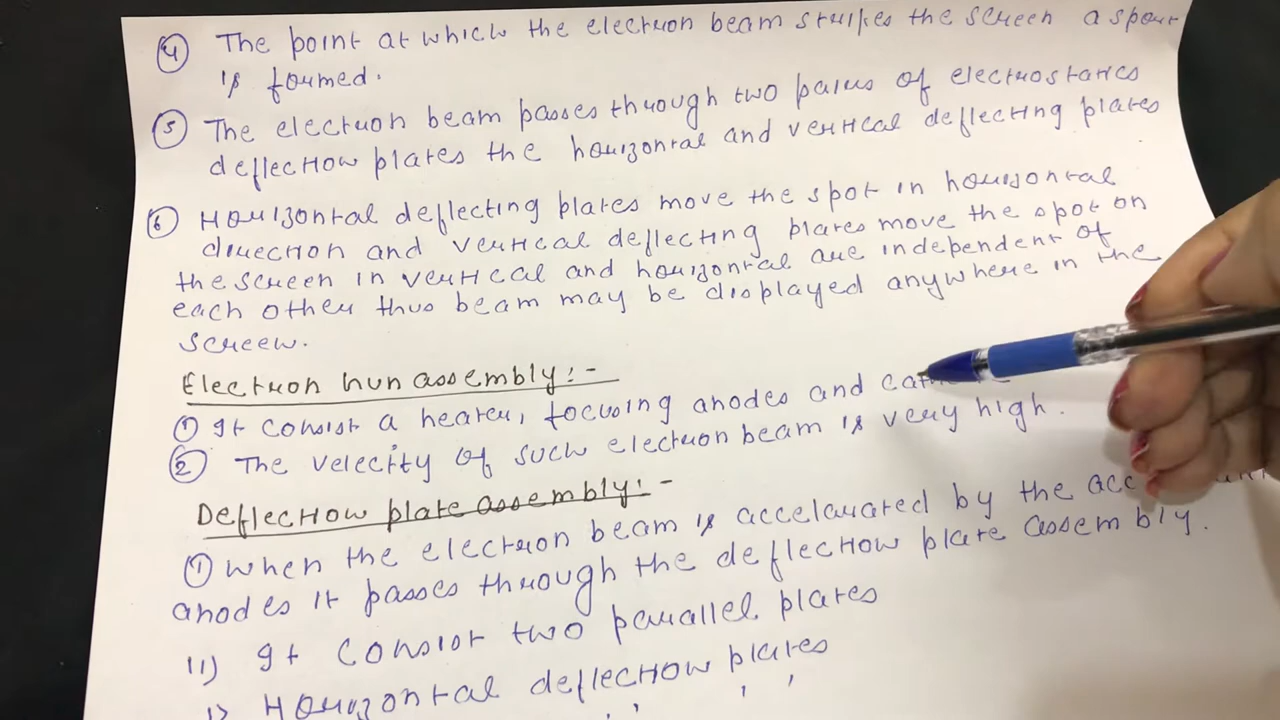 4 The point at which the electron beam strikes the screen a spot
is formed.
5 The electron beam passes through two pairs of electrostatics
deflection plates the horizontal and vertical deflecting plates
6 Horizontal deflecting plates move the spot in horizontal
direction and vertical deflecting plates move the spot on
the screen in vertical and horizontal are independent of
each other thus beam may be displayed anywhere in the
screen.
Electron hun assembly:-
1 It consist a heater, focusing anodes and
2 The velecity of such electron beam is very high.
Deflection plate assembly:-
1 When the electron beam is accelarated by the
anodes it passes through the deflection plate assembly.
11) It consist two parallel plates
1) Horizontal deflection plates